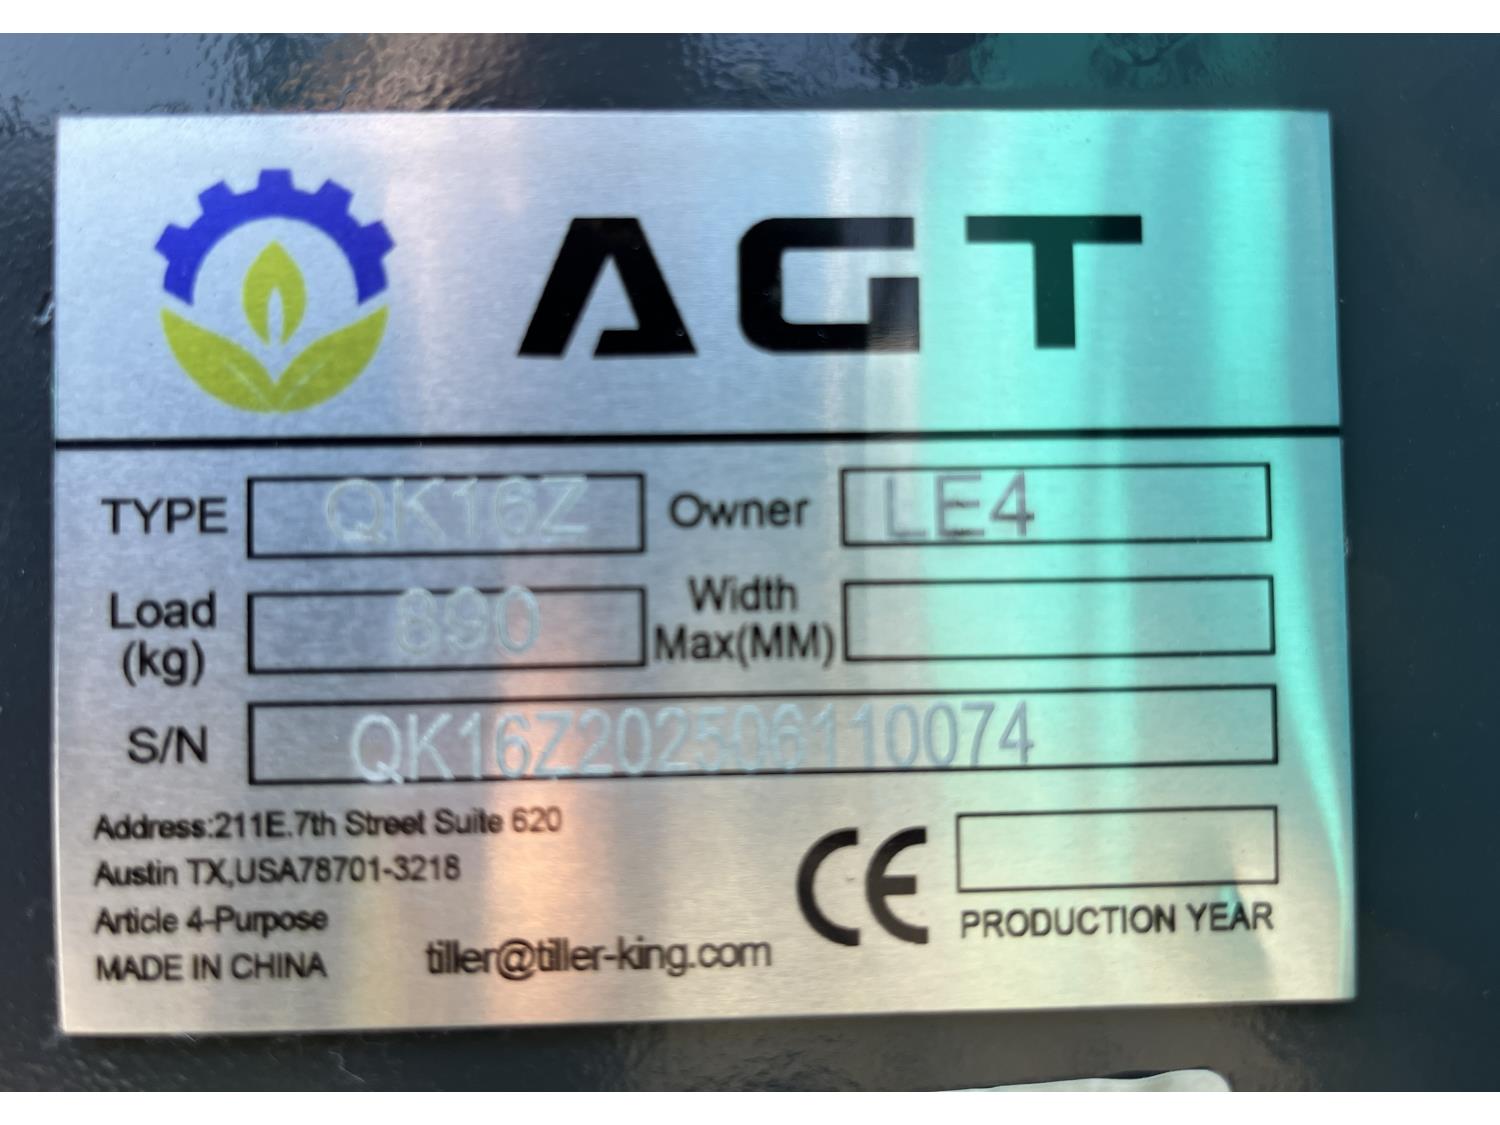 AGT
TYPE QK16Z Owner LE4
Load (kg) 890 Width Max(MM)
S/N QK16Z202506110074
Address:211E.7th Street Suite 620
Austin TX,USA78701-3218
Article 4-Purpose
MADE IN CHINA
tiller@tiller-king.com
CE
PRODUCTION YEAR